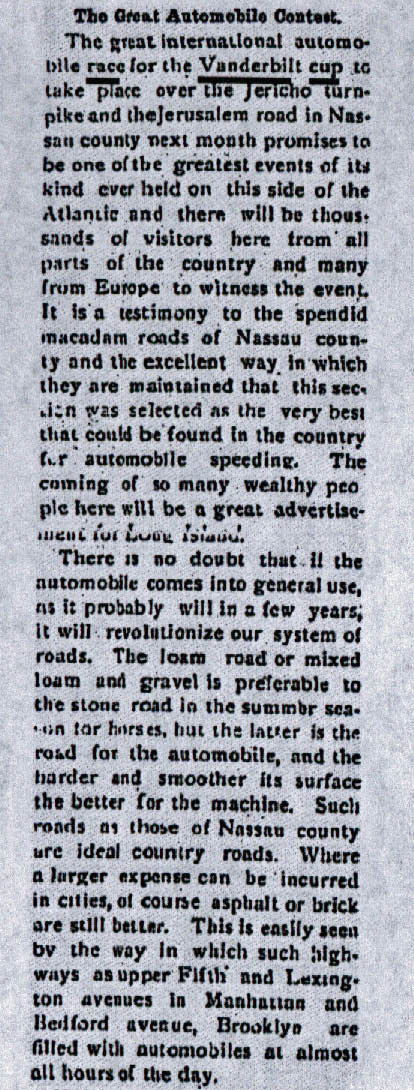 The Great Automobile Contest.
The great international automo-
bile race for the Vanderbilt cup to
take place over the Jericho turn-
pike and theJerusalem road in Nas-
sau county next month promises to
be one of the greatest events of its
kind ever held on this side of the
Atlantic and there will be thous-
sands of visitors here from all
parts of the country and many
from Europe to witness the event.
It is a testimony to the spendid
macadam roads of Nassau coun-
ty and the excellent way in which
they are maintained that this sec-
tion was selected as the very best
that could be found in the country
for automobile speeding. The
coming of so many wealthy peo
ple here will be a great advertise-
ment for Long Island.
There is no doubt that if the
automobile comes into general use,
as it probably will in a few years,
it will revolutionize our system of
roads. The loam road or mixed
loam and gravel is preferable to
the stone road in the summbr sea-
son for horses, but the latter is the
road for the automobile, and the
harder and smoother its surface
the better for the machine. Such
roads as those of Nassau county
are ideal country roads. Where
a larger expense can be incurred
in cities, of course asphalt or brick
are still better. This is easily seen
by the way in which such high-
ways as upper Fifth and Lexing-
ton avenues in Manhattan and
Bedford avenue, Brooklyn are
filled with automobiles at almost
all hours of the day.